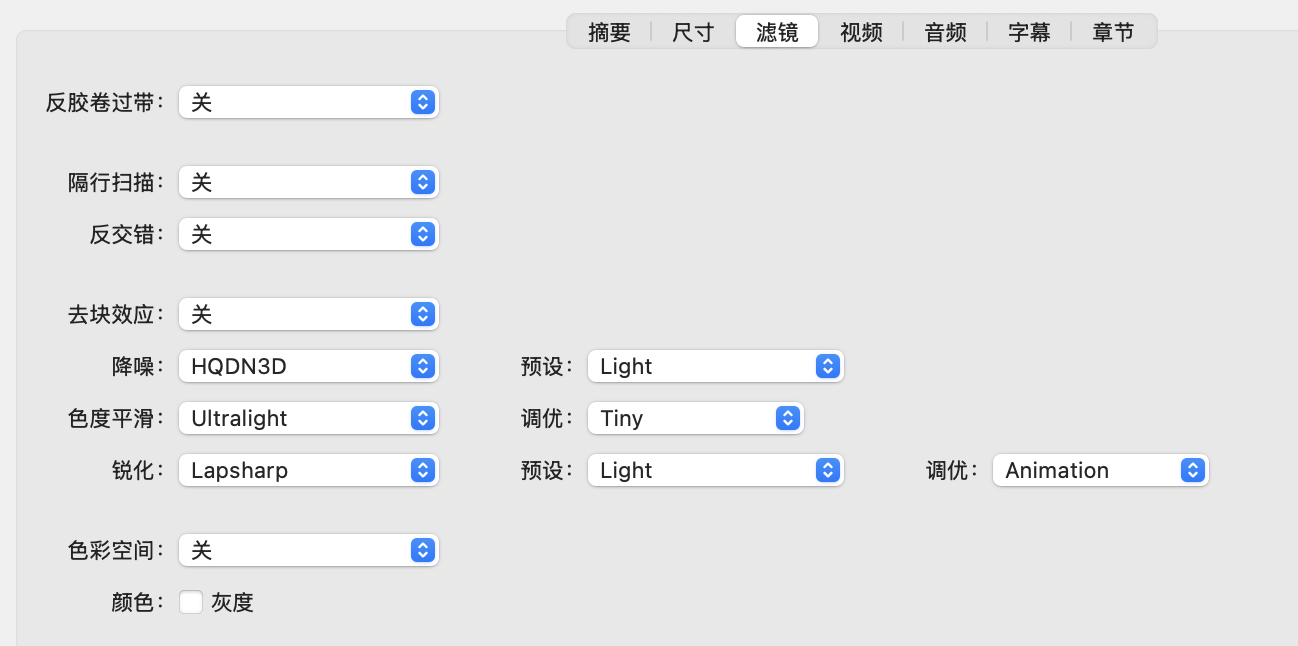 摘要 尺寸 滤镜 视频 音频 字幕 章节
反胶卷过带： 关
隔行扫描： 关
反交错： 关
去块效应： 关
降噪： HQDN3D 预设： Light
色度平滑： Ultralight 调优： Tiny
锐化： Lapsharp 预设： Light 调优： Animation
色彩空间： 关
颜色： 灰度